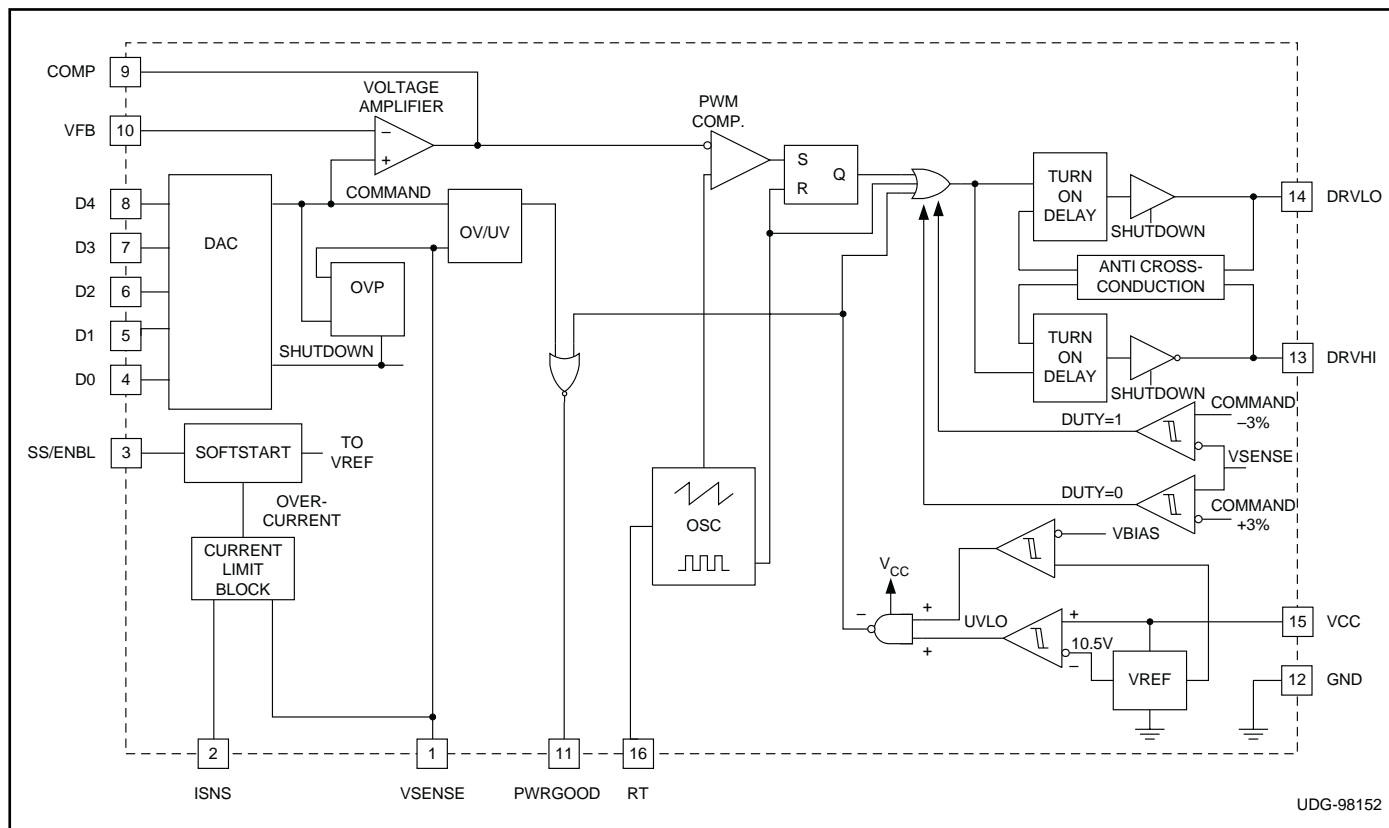 COMP
9
VOLTAGE
AMPLIFIER
PWM
COMP.
VFB
10
–
+
S
R
Q
TURN
ON
DELAY
14
DRVLO
SHUTDOWN
D4
8
COMMAND
DAC
OV/UV
D3
7
ANTI CROSS-
CONDUCTION
D2
6
OVP
D1
5
SHUTDOWN
TURN
ON
DELAY
13
DRVHI
SHUTDOWN
D0
4
DUTY=1
COMMAND
–3%
SS/ENBL
3
SOFTSTART
TO
VREF
VSENSE
OVER-
CURRENT
OSC
DUTY=0
COMMAND
+3%
CURRENT
LIMIT
BLOCK
VBIAS
VCC
–
+
+
UVLO
+
10.5V
–
VREF
15
VCC
12
GND
2
1
11
16
ISNS
VSENSE
PWRGOOD
RT
UDG-98152